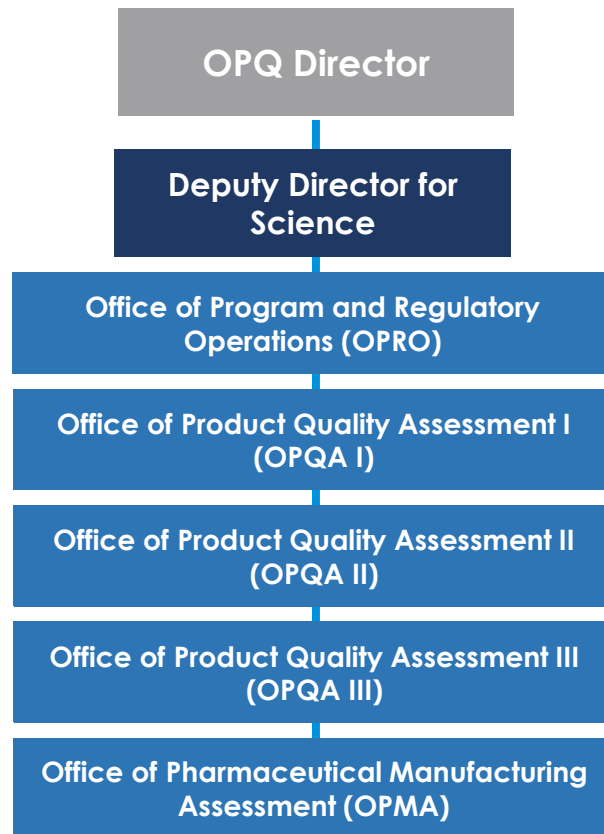 OPQ Director
Deputy Director for
Science
Office of Program and Regulatory
Operations (OPRO)
Office of Product Quality Assessment I
(OPQA I)
Office of Product Quality Assessment II
(OPQA II)
Office of Product Quality Assessment III
(OPQA III)
Office of Pharmaceutical Manufacturing
Assessment (OPMA)